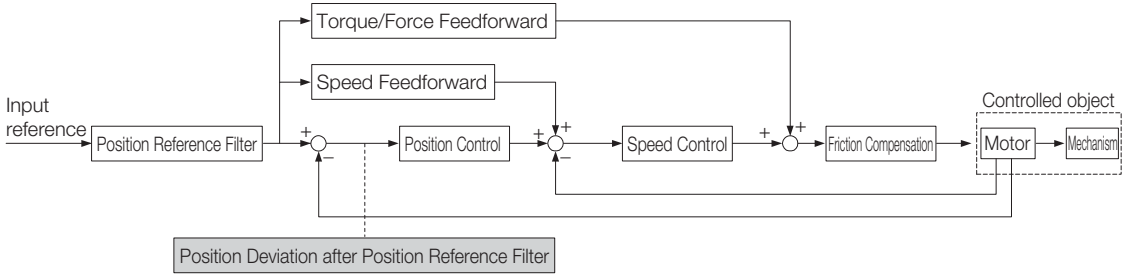 Torque/Force Feedforward
Speed Feedforward
Input
reference
Controlled object
Position Reference Filter
+
−
Position Control
+
+
−
Speed Control
+
+
Friction Compensation
Motor
Mechanism
Position Deviation after Position Reference Filter